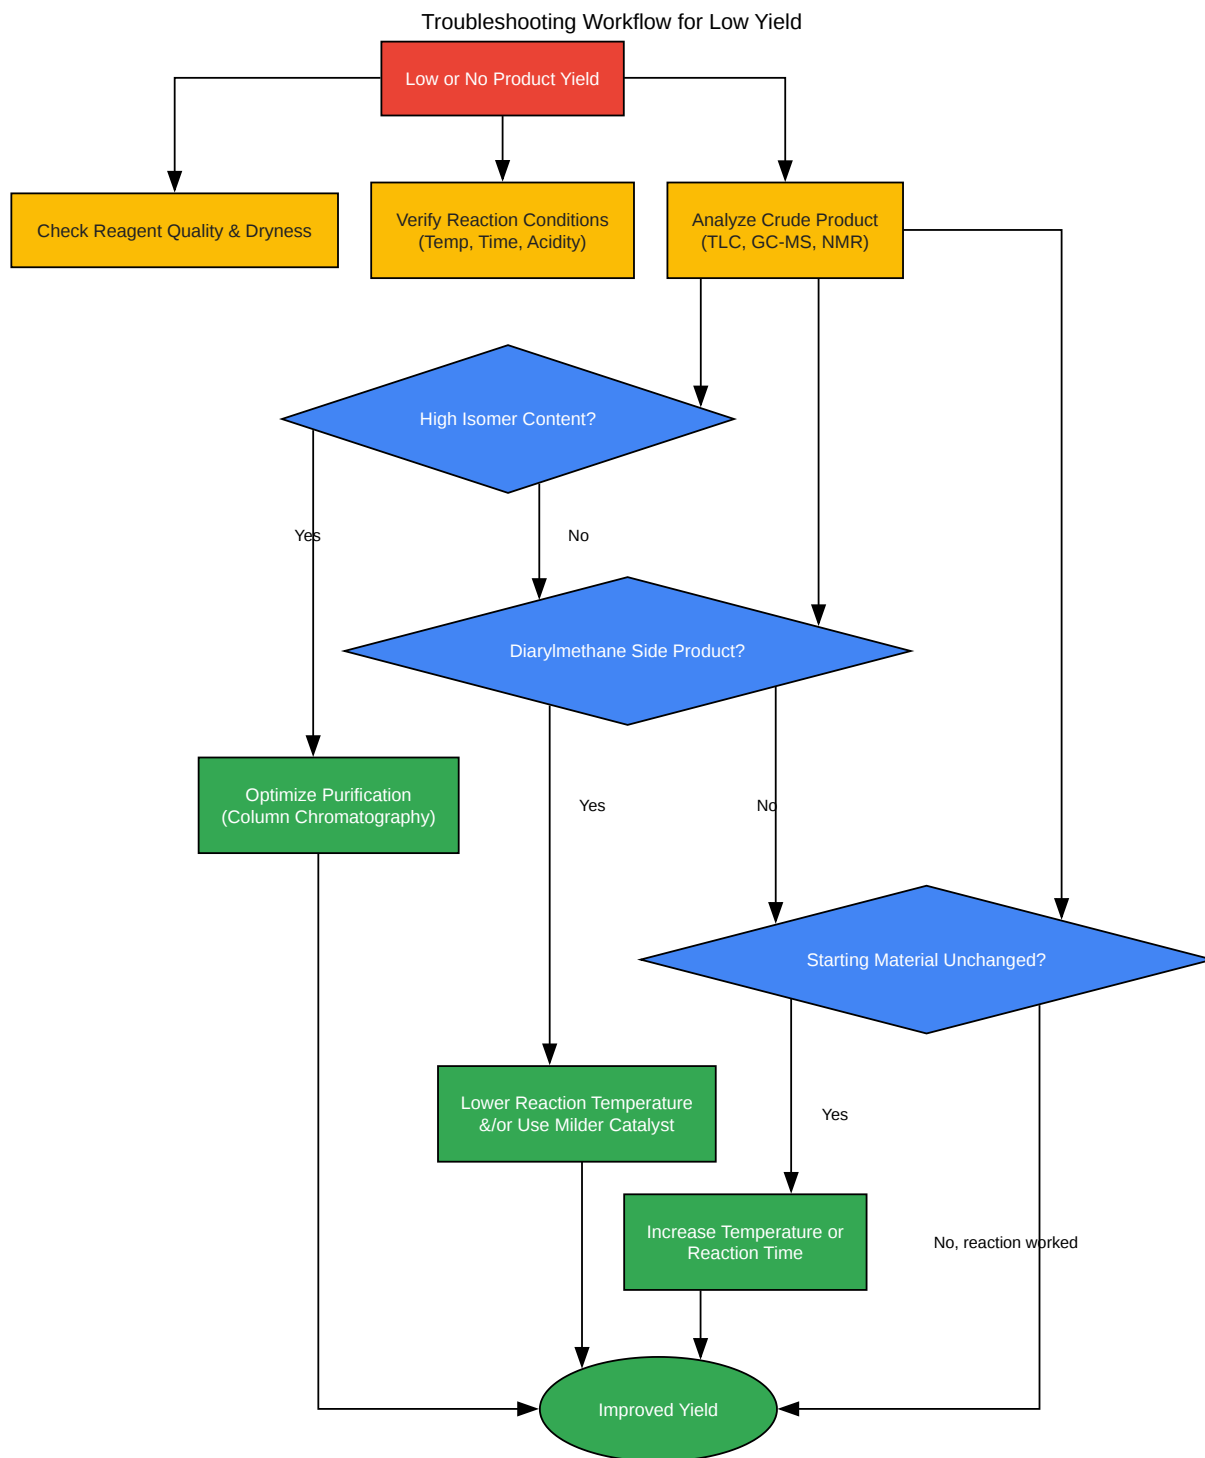 Troubleshooting Workflow for Low Yield
Low or No Product Yield
Check Reagent Quality & Dryness
Verify Reaction Conditions
(Temp, Time, Acidity)
Analyze Crude Product
(TLC, GC-MS, NMR)
High Isomer Content?
Yes
No
Diarylmethane Side Product?
Optimize Purification
(Column Chromatography)
Yes
No
Starting Material Unchanged?
Lower Reaction Temperature
&/or Use Milder Catalyst
Yes
Increase Temperature or
Reaction Time
No, reaction worked
Improved Yield